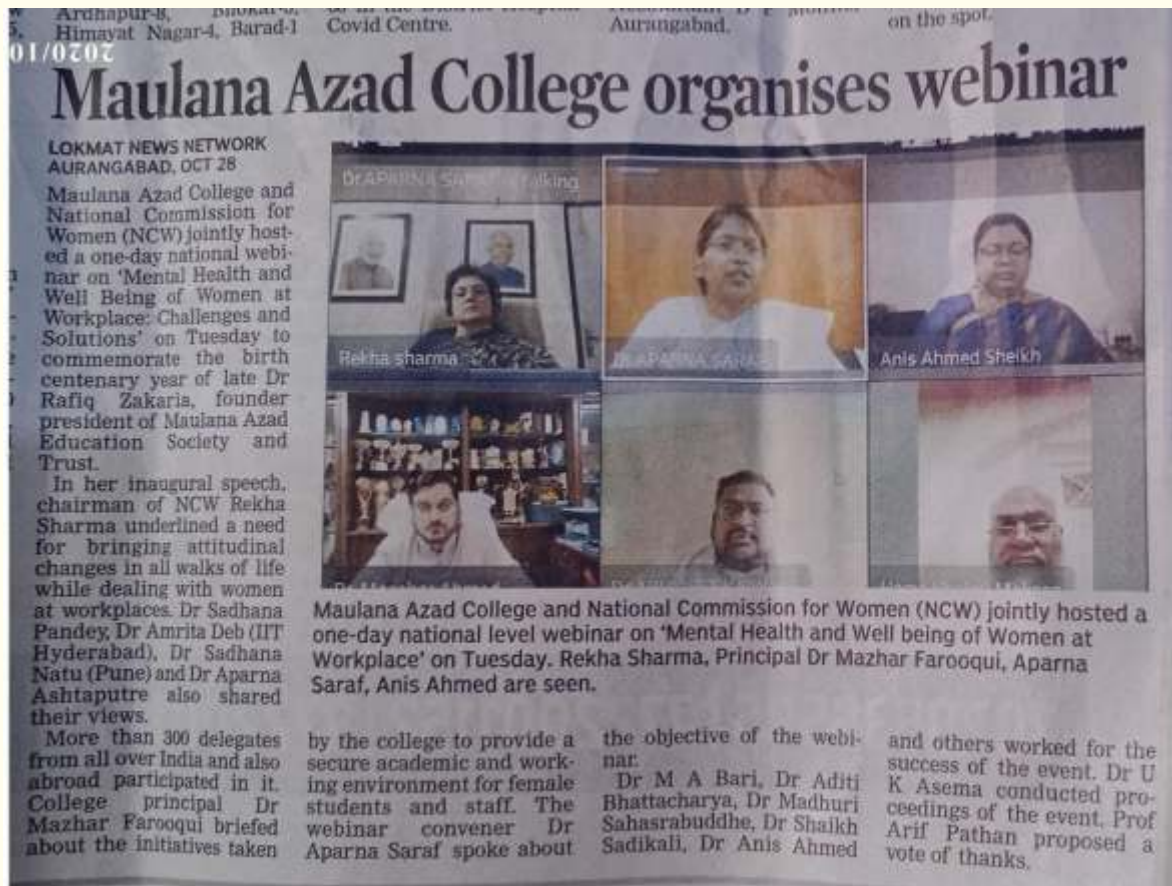 Ardhapur-8,
Himayat Nagar-4, Barad-1
Covid Centre.
Aurangabad.
on the spot.
2020/10
Maulana Azad College organises webinar
LOKMAT NEWS NETWORK
AURANGABAD, OCT 28
Maulana Azad College and
National Commission for
Women (NCW) jointly host-
ed a one-day national webi-
nar on 'Mental Health and
Well Being of Women at
Workplace: Challenges and
Solutions' on Tuesday to
commemorate the birth
centenary year of late Dr
Rafiq Zakaria, founder
president of Maulana Azad
Education Society and
Trust.
In her inaugural speech,
chairman of NCW Rekha
Sharma underlined a need
for bringing attitudinal
changes in all walks of life
while dealing with women
at workplaces. Dr Sadhana
Pandey, Dr Amrita Deb (IIT
Hyderabad), Dr Sadhana
Natu (Pune) and Dr Aparna
Ashtaputre also shared
their views.
More than 300 delegates
from all over India and also
abroad participated in it.
College principal Dr
Mazhar Farooqui briefed
about the initiatives taken
Dr.APARNA talking
Rekha sharma
Dr.APARNA SARAF
Anis Ahmed Sheikh
Maulana Azad College and National Commission for Women (NCW) jointly hosted a
one-day national level webinar on 'Mental Health and Well being of Women at
Workplace' on Tuesday. Rekha Sharma, Principal Dr Mazhar Farooqui, Aparna
Saraf, Anis Ahmed are seen.
by the college to provide a
secure academic and work-
ing environment for female
students and staff. The
webinar convener Dr
Aparna Saraf spoke about
the objective of the webi-
nar.
Dr M A Bari, Dr Aditi
Bhattacharya, Dr Madhuri
Sahasrabuddhe, Dr Shaikh
Sadikali, Dr Anis Ahmed
and others worked for the
success of the event. Dr U
K Asema conducted pro-
ceedings of the event. Prof
Arif Pathan proposed a
vote of thanks.